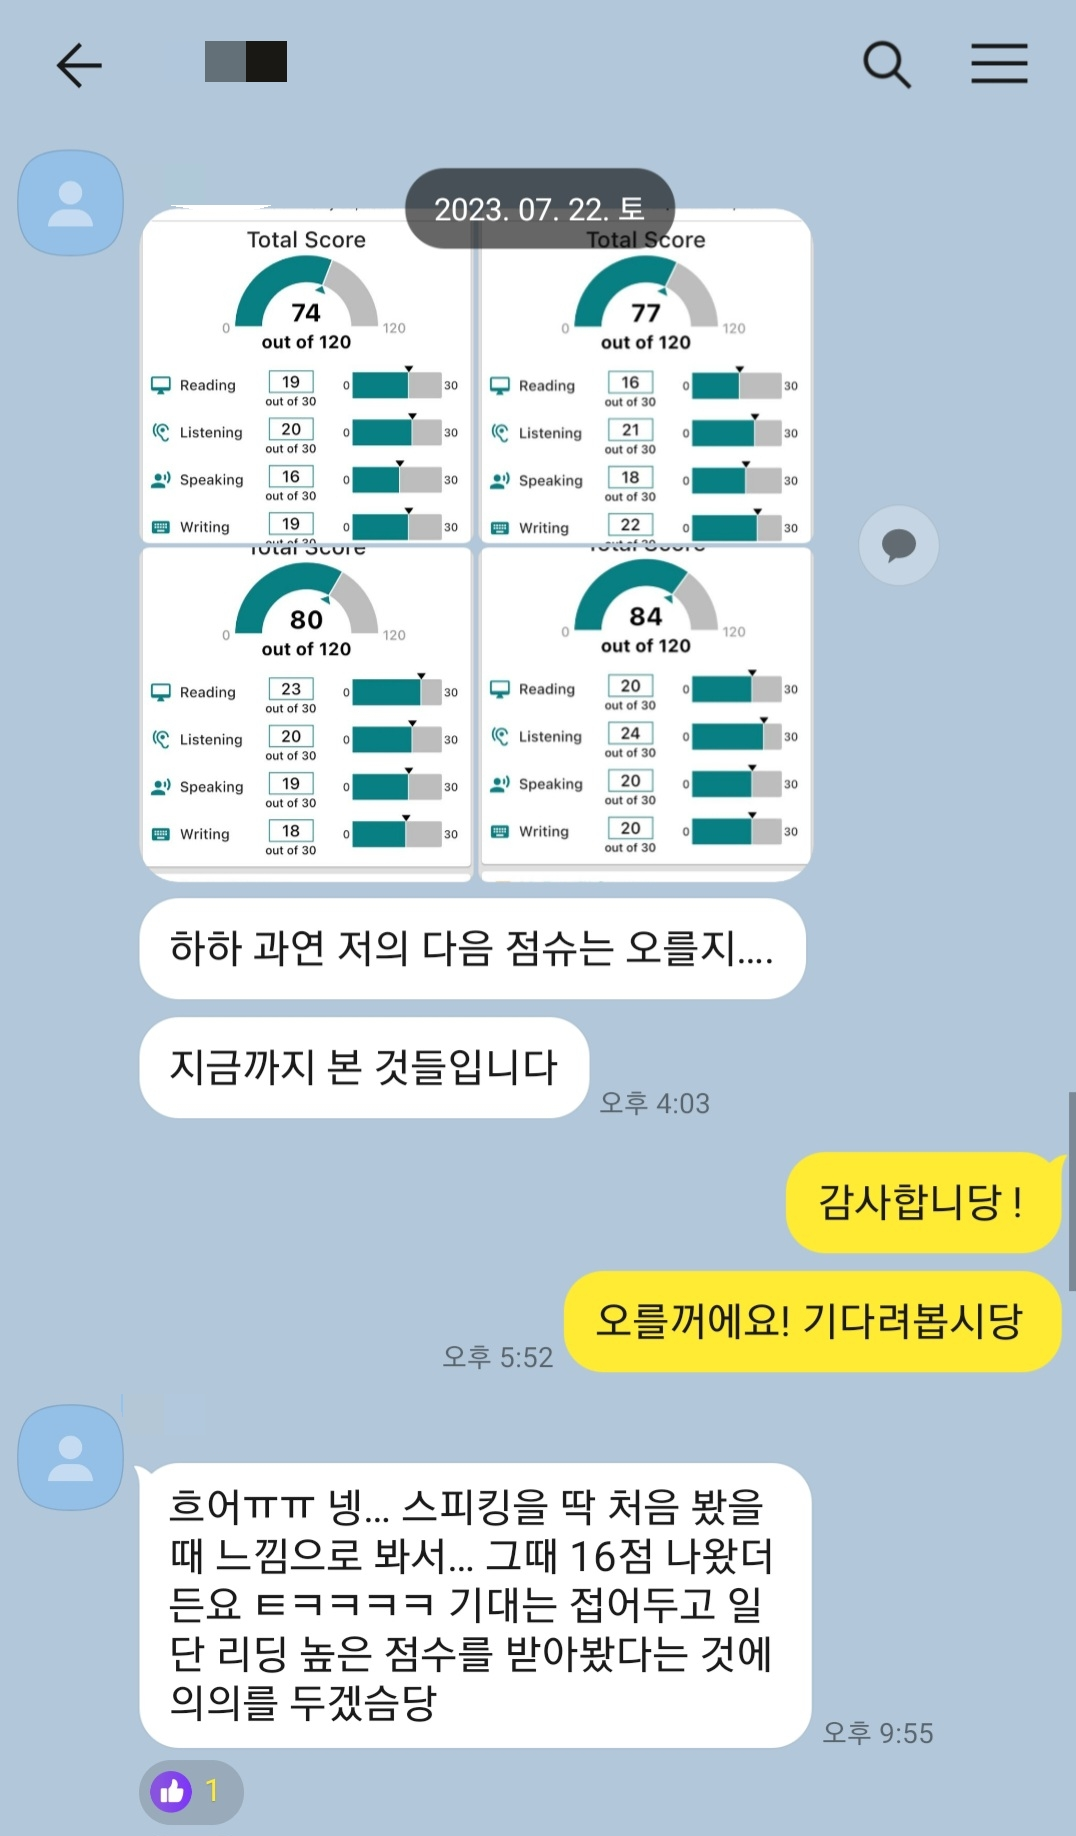 2023. 07. 22. 토
Total Score
74
0
120
out of 120
Reading 19 0 30
out of 30
Listening 20 0 30
out of 30
Speaking 16 0 30
out of 30
Writing 19 0 30
out of 30
Total Score
77
0
120
out of 120
Reading 16 0 30
out of 30
Listening 21 0 30
out of 30
Speaking 18 0 30
out of 30
Writing 22 0 30
out of 30
Total Score
80
0
120
out of 120
Reading 23 0 30
out of 30
Listening 20 0 30
out of 30
Speaking 19 0 30
out of 30
Writing 18 0 30
out of 30
Total Score
84
0
120
out of 120
Reading 20 0 30
out of 30
Listening 24 0 30
out of 30
Speaking 20 0 30
out of 30
Writing 20 0 30
out of 30
하하 과연 저의 다음 점슈는 오를지....
지금까지 본 것들입니다
오후 4:03
감사합니당 !
오를꺼에요! 기다려봅시당
오후 5:52
흐어ㅠㅠ 넹... 스피킹을 딱 처음 봤을
때 느낌으로 봐서... 그때 16점 나왔더
든요 ㅌㅋㅋㅋㅋ 기대는 접어두고 일
단 리딩 높은 점수를 받아봤다는 것에
의의를 두겠슴당
오후 9:55
1